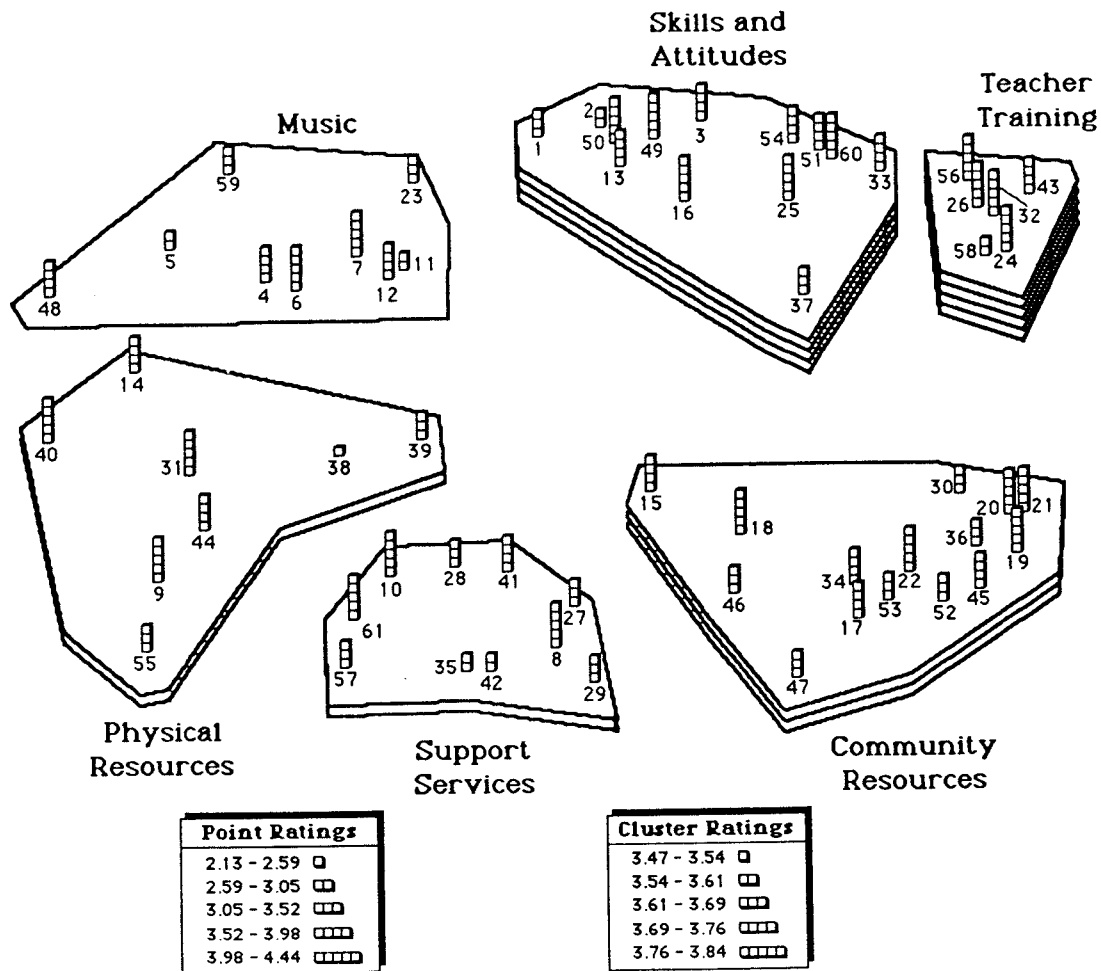 Skills and
Attitudes
Teacher
Training
Music
59
23
5
4
6
7
12
11
48
1
2
50
13
49
3
16
54
51
60
25
33
37
56
26
32
43
58
24
14
40
31
38
39
44
9
55
10
28
41
61
27
57
35
42
8
29
15
18
30
20
21
36
19
46
34
22
17
53
52
45
47
Physical
Resources
Support
Services
Community
Resources
Point Ratings
2.13 - 2.59
2.59 - 3.05
3.05 - 3.52
3.52 - 3.98
3.98 - 4.44
Cluster Ratings
3.47 - 3.54
3.54 - 3.61
3.61 - 3.69
3.69 - 3.76
3.76 - 3.84